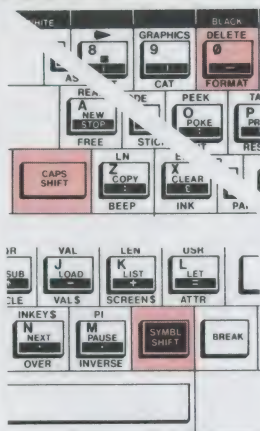 WHITE BLACK
GRAPHICS DELETE
8 9 0
CAT FORMAT
PEEK
A NEW STOP
O POKE ;
P
FREE
LN
CAPS SHIFT
Z COPY :
X CLEAR £
BEEP INK
VAL LEN USR
SUB
J LOAD -
K LIST +
L LET =
VAL$ SCREEN$ ATTR
INKEY$ PI
N NEXT ,
M PAUSE .
SYMBL SHIFT
BREAK
OVER INVERSE